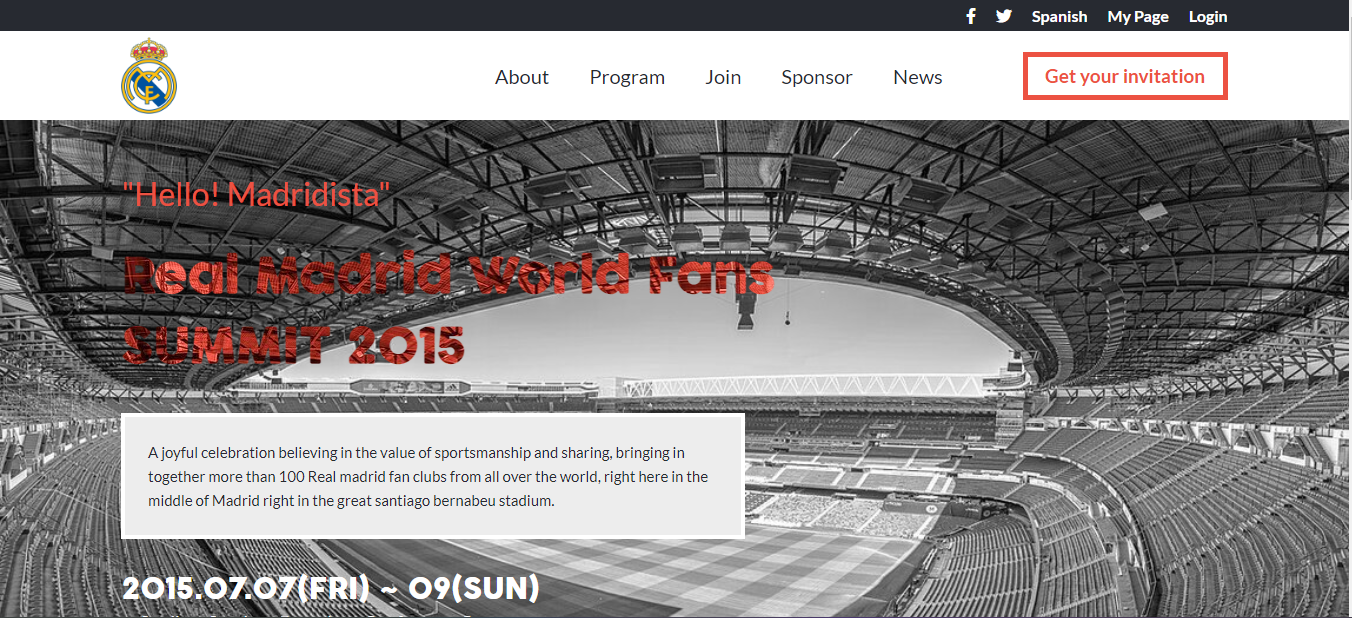 Spanish My Page Login
About Program Join Sponsor News Get your invitation
"Hello! Madridista"
Real Madrid World Fans
SUMMIT 2015
A joyful celebration believing in the value of sportsmanship and sharing, bringing in
together more than 100 Real madrid fan clubs from all over the world, right here in the
middle of Madrid right in the great santiago bernabeu stadium.
2015.07.07(FRI) ~ 09(SUN)